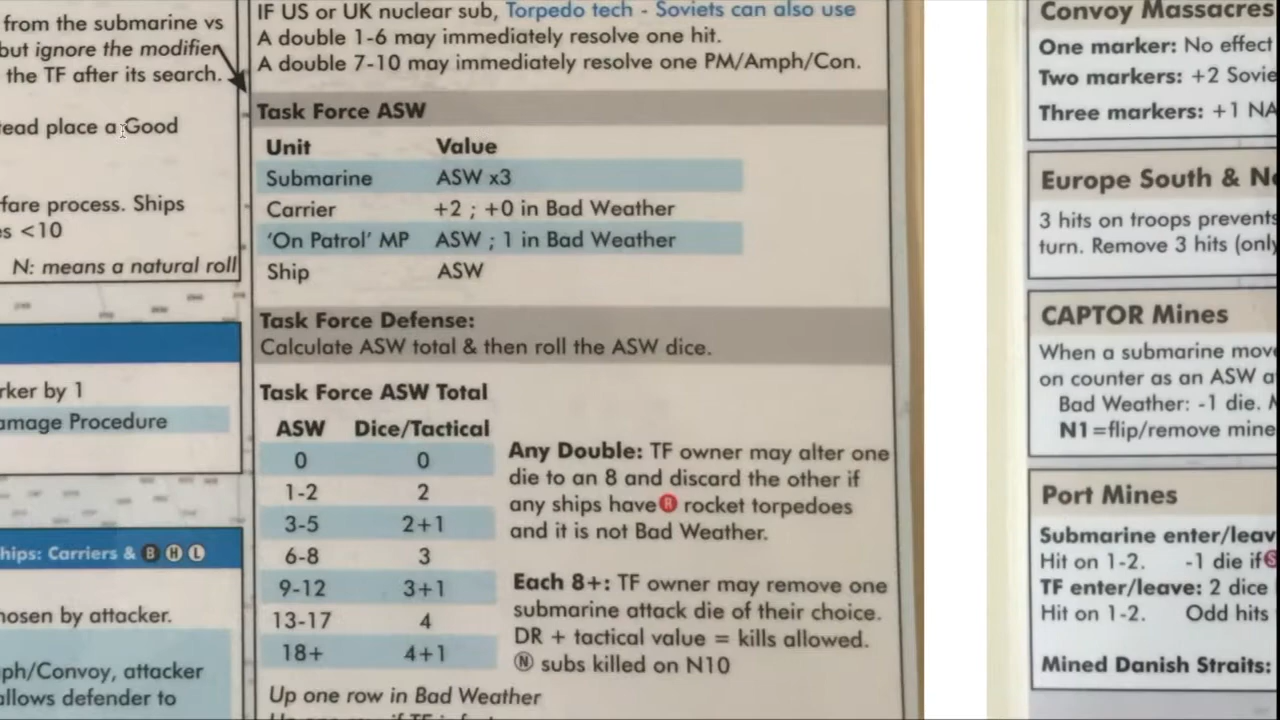 from the submarine vs
but ignore the modifier
the TF after its search.
tead place a Good
fare process. Ships
es <10
N: means a natural roll
rker by 1
amage Procedure
hips: Carriers & B H L
hosen by attacker.
ph/Convoy, attacker
allows defender to
IF US or UK nuclear sub, Torpedo tech - Soviets can also use
A double 1-6 may immediately resolve one hit.
A double 7-10 may immediately resolve one PM/Amph/Con.
Task Force ASW
Unit Value
Submarine ASW x3
Carrier +2 ; +0 in Bad Weather
'On Patrol' MP ASW ; 1 in Bad Weather
Ship ASW
Task Force Defense:
Calculate ASW total & then roll the ASW dice.
Task Force ASW Total
ASW Dice/Tactical
0 0
1-2 2
3-5 2+1
6-8 3
9-12 3+1
13-17 4
18+ 4+1
Any Double: TF owner may alter one
die to an 8 and discard the other if
any ships have R rocket torpedoes
and it is not Bad Weather.
Each 8+: TF owner may remove one
submarine attack die of their choice.
DR + tactical value = kills allowed.
N subs killed on N10
Up one row in Bad Weather
Convoy Massacres
One marker: No effect
Two markers: +2 Sovie
Three markers: +1 NA
Europe South & N
3 hits on troops prevents
turn. Remove 3 hits (only
CAPTOR Mines
When a submarine mov
on counter as an ASW a
Bad Weather: -1 die.
N1=flip/remove mine
Port Mines
Submarine enter/leav
Hit on 1-2. -1 die if S
TF enter/leave: 2 dice
Hit on 1-2. Odd hits
Mined Danish Straits: